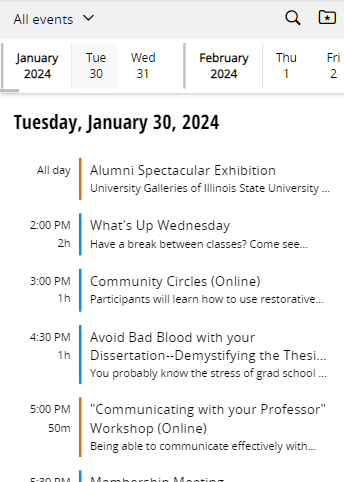 All events
January Tue Wed February Thu Fri
2024 30 31 2024 1 2
Tuesday, January 30, 2024
All day Alumni Spectacular Exhibition
University Galleries of Illinois State University ...
2:00 PM What's Up Wednesday
2h Have a break between classes? Come see...
3:00 PM Community Circles (Online)
1h Participants will learn how to use restorative...
4:30 PM Avoid Bad Blood with your
1h Dissertation--Demystifying the Thesi...
You probably know the stress of grad school ...
5:00 PM "Communicating with your Professor"
50m Workshop (Online)
Being able to communicate effectively with...
5:30 PM Membership Meeting